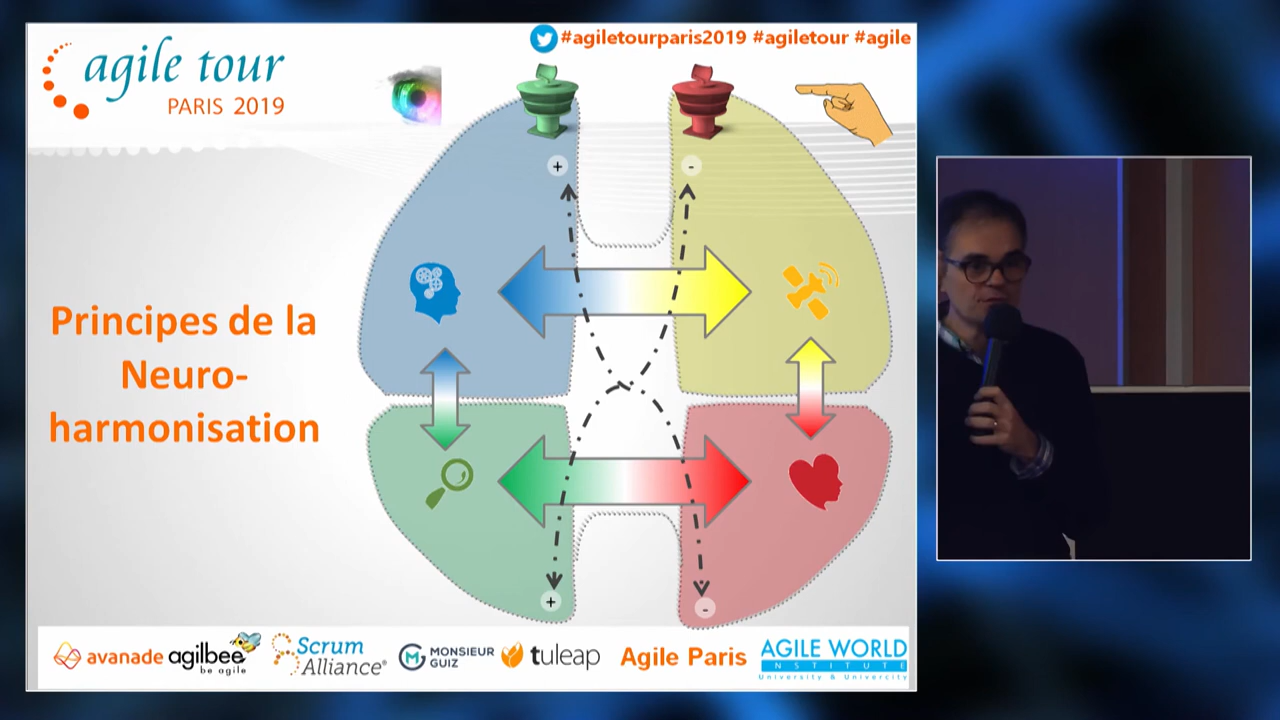 agile tour
PARIS 2019
#agiletourparis2019 #agiletour #agile
+
-
Principes de la
Neuro-
harmonisation
+
-
avanade
agilbee
be agile
Scrum
Alliance®
MONSIEUR
GUIZ
tuleap
Agile Paris
AGILE WORLD
INSTITUTE
University & Univercity